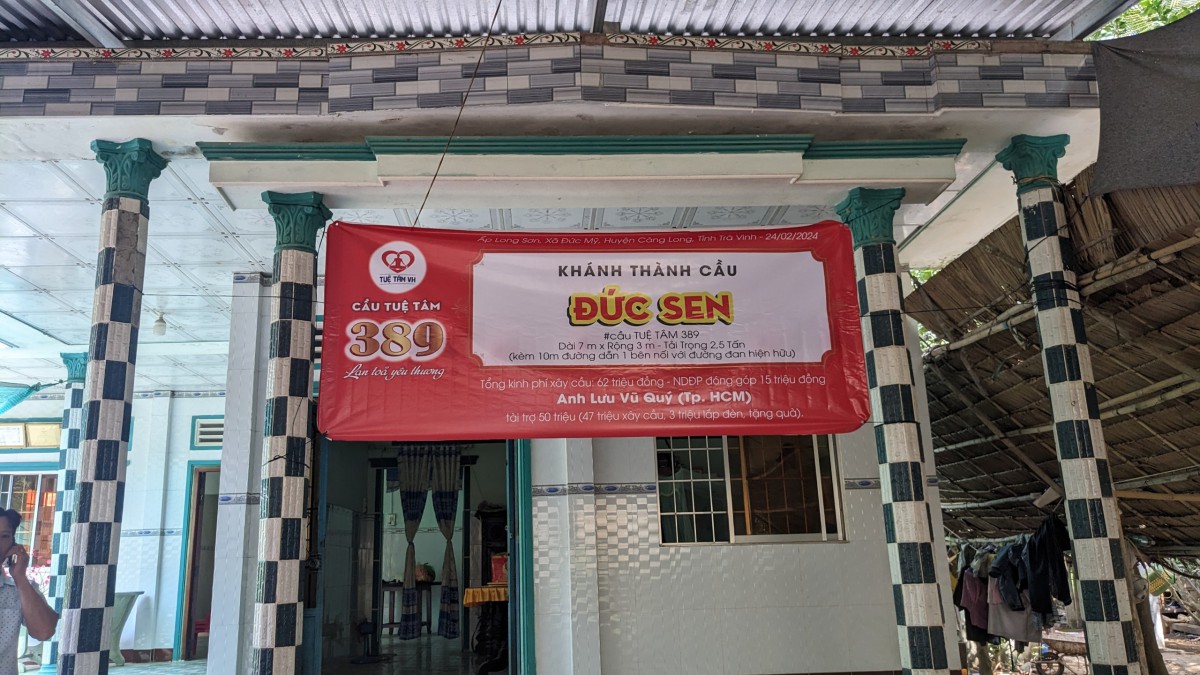 Ấp Long Sơn, Xã Đức Mỹ, Huyện Càng Long, Tỉnh Trà Vinh - 24/02/2024
TUỆ TÂM VH
CẦU TUỆ TÂM
389
Lan toả yêu thương
KHÁNH THÀNH CẦU
ĐỨC SEN
#cầu TUỆ TÂM 389
Dài 7 m x Rộng 3 m - Tải Trọng 2,5 Tấn
(kèm 10m đường dẫn 1 bên nối với đường đan hiện hữu)
Tổng kinh phí xây cầu: 62 triệu đồng - NDĐP đóng góp 15 triệu đồng
Anh Lưu Vũ Quý (Tp. HCM)
tài trợ 50 triệu (47 triệu xây cầu, 3 triệu lắp đèn, tặng quà).